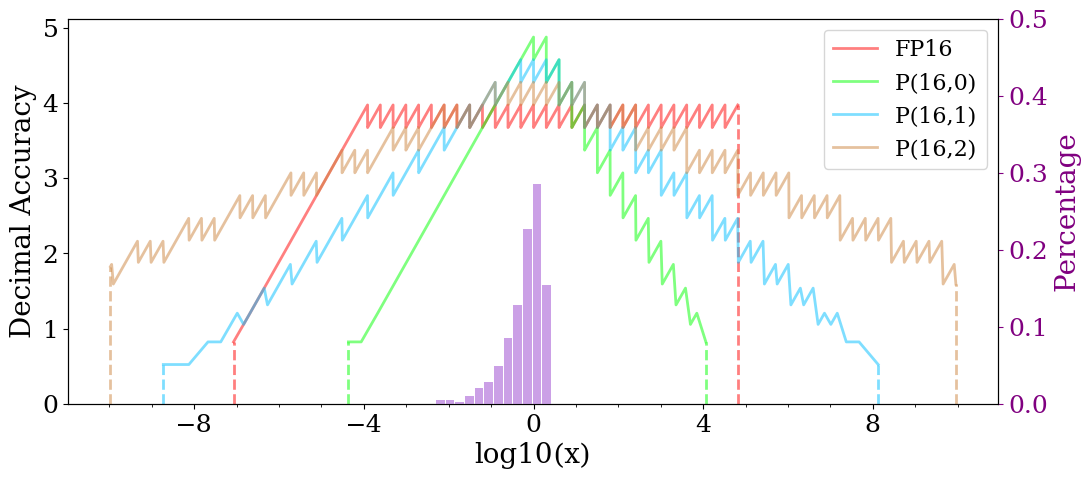 Decimal Accuracy
5
4
3
2
1
0
−8
−4
0
4
8
log10(x)
0.5
0.4
0.3
0.2
0.1
0.0
Percentage
FP16
P(16,0)
P(16,1)
P(16,2)